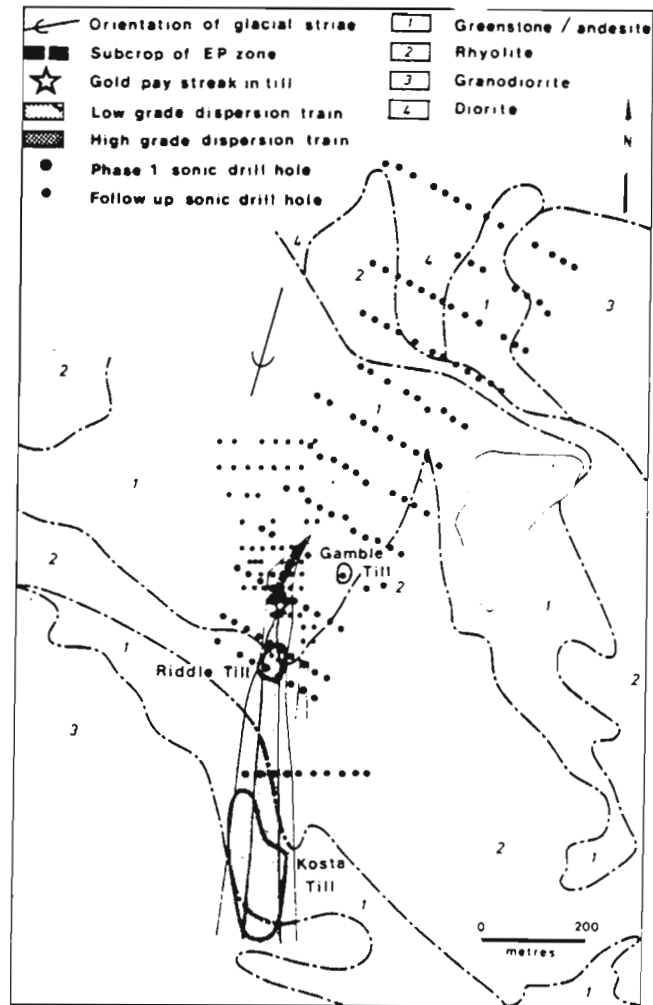 Orientation of glacial striae
Subcrop of EP zone
Gold pay streak in till
Low grade dispersion train
High grade dispersion train
Phase 1 sonic drill hole
Follow up sonic drill hole
1 Greenstone / andesite
2 Rhyolite
3 Granodiorite
4 Diorite
N
4
2
4
1
3
2
1
1
Gamble
Till
2
2
1
1
Riddle Till
2
3
2
Kosta
Till
1
1
0 200
metres
1